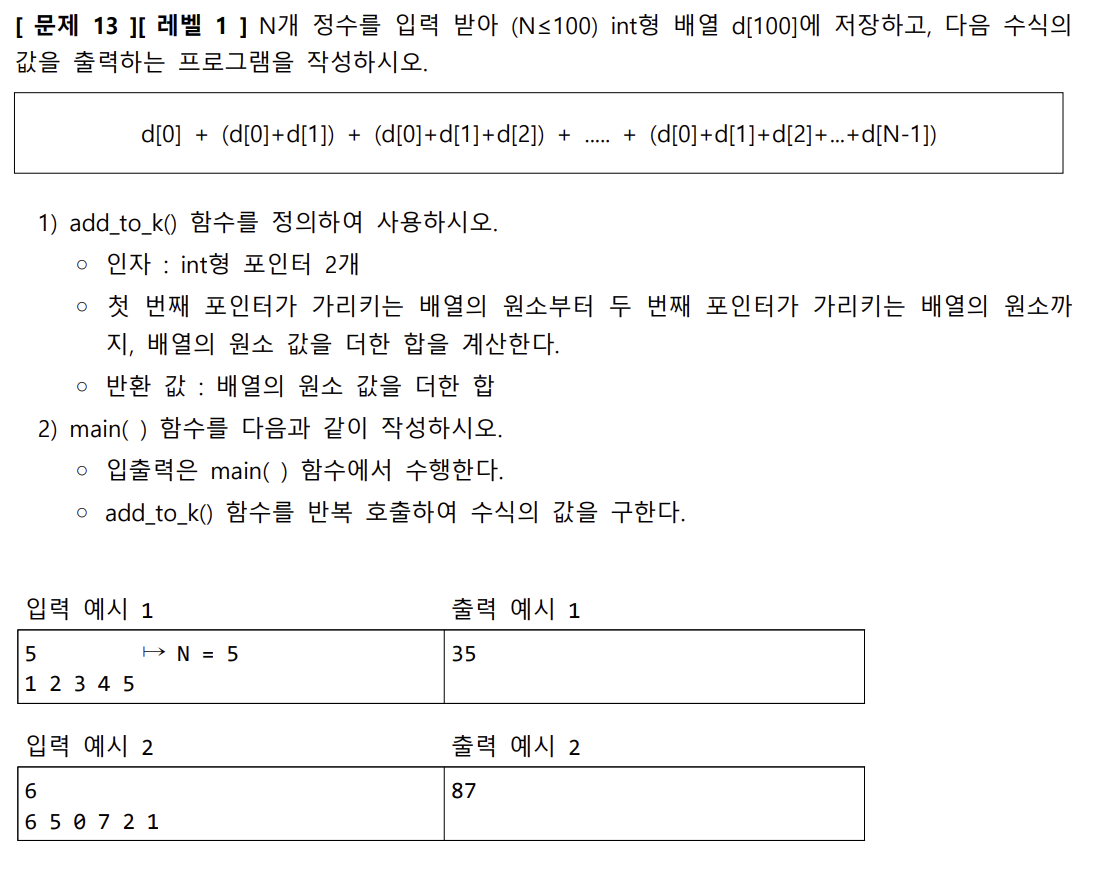 [ 문제 13 ][ 레벨 1 ] N개 정수를 입력 받아 (N≤100) int형 배열 d[100]에 저장하고, 다음 수식의
값을 출력하는 프로그램을 작성하시오.
d[0] + (d[0]+d[1]) + (d[0]+d[1]+d[2]) + ..... + (d[0]+d[1]+d[2]+...+d[N-1])
1) add_to_k() 함수를 정의하여 사용하시오.
○ 인자 : int형 포인터 2개
○ 첫 번째 포인터가 가리키는 배열의 원소부터 두 번째 포인터가 가리키는 배열의 원소까
지, 배열의 원소 값을 더한 합을 계산한다.
○ 반환 값 : 배열의 원소 값을 더한 합
2) main( ) 함수를 다음과 같이 작성하시오.
○ 입출력은 main( ) 함수에서 수행한다.
○ add_to_k() 함수를 반복 호출하여 수식의 값을 구한다.
입력 예시 1 출력 예시 1
5 ↦ N = 5 35
1 2 3 4 5
입력 예시 2 출력 예시 2
6 87
6 5 0 7 2 1